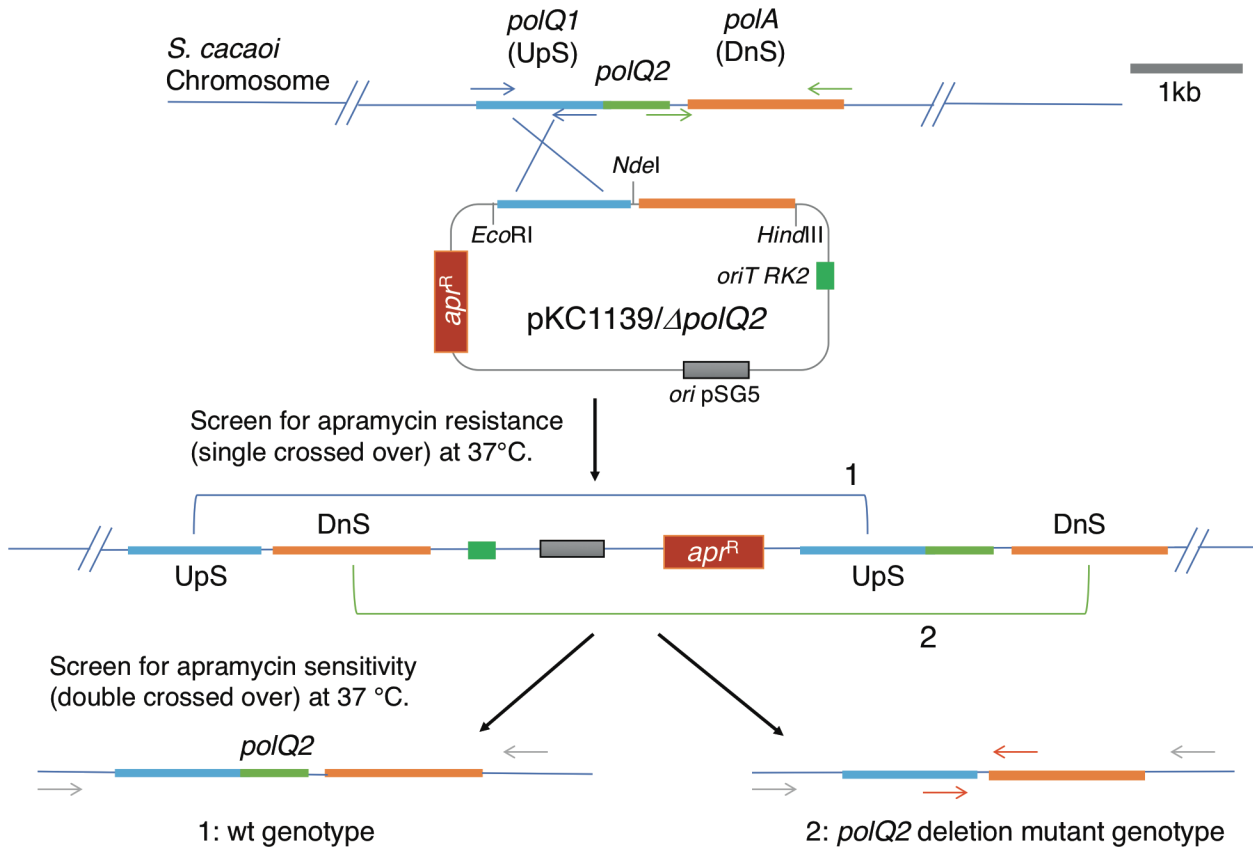 polQ1
(UpS)
polA
(DnS)
S. cacaoi
Chromosome
polQ2
1kb
NdeI
EcoRI
HindIII
oriT RK2
apr^R
pKC1139/ΔpolQ2
ori pSG5
Screen for apramycin resistance
(single crossed over) at 37°C.
1
DnS
DnS
apr^R
UpS
UpS
2
Screen for apramycin sensitivity
(double crossed over) at 37 °C.
polQ2
1: wt genotype
2: polQ2 deletion mutant genotype